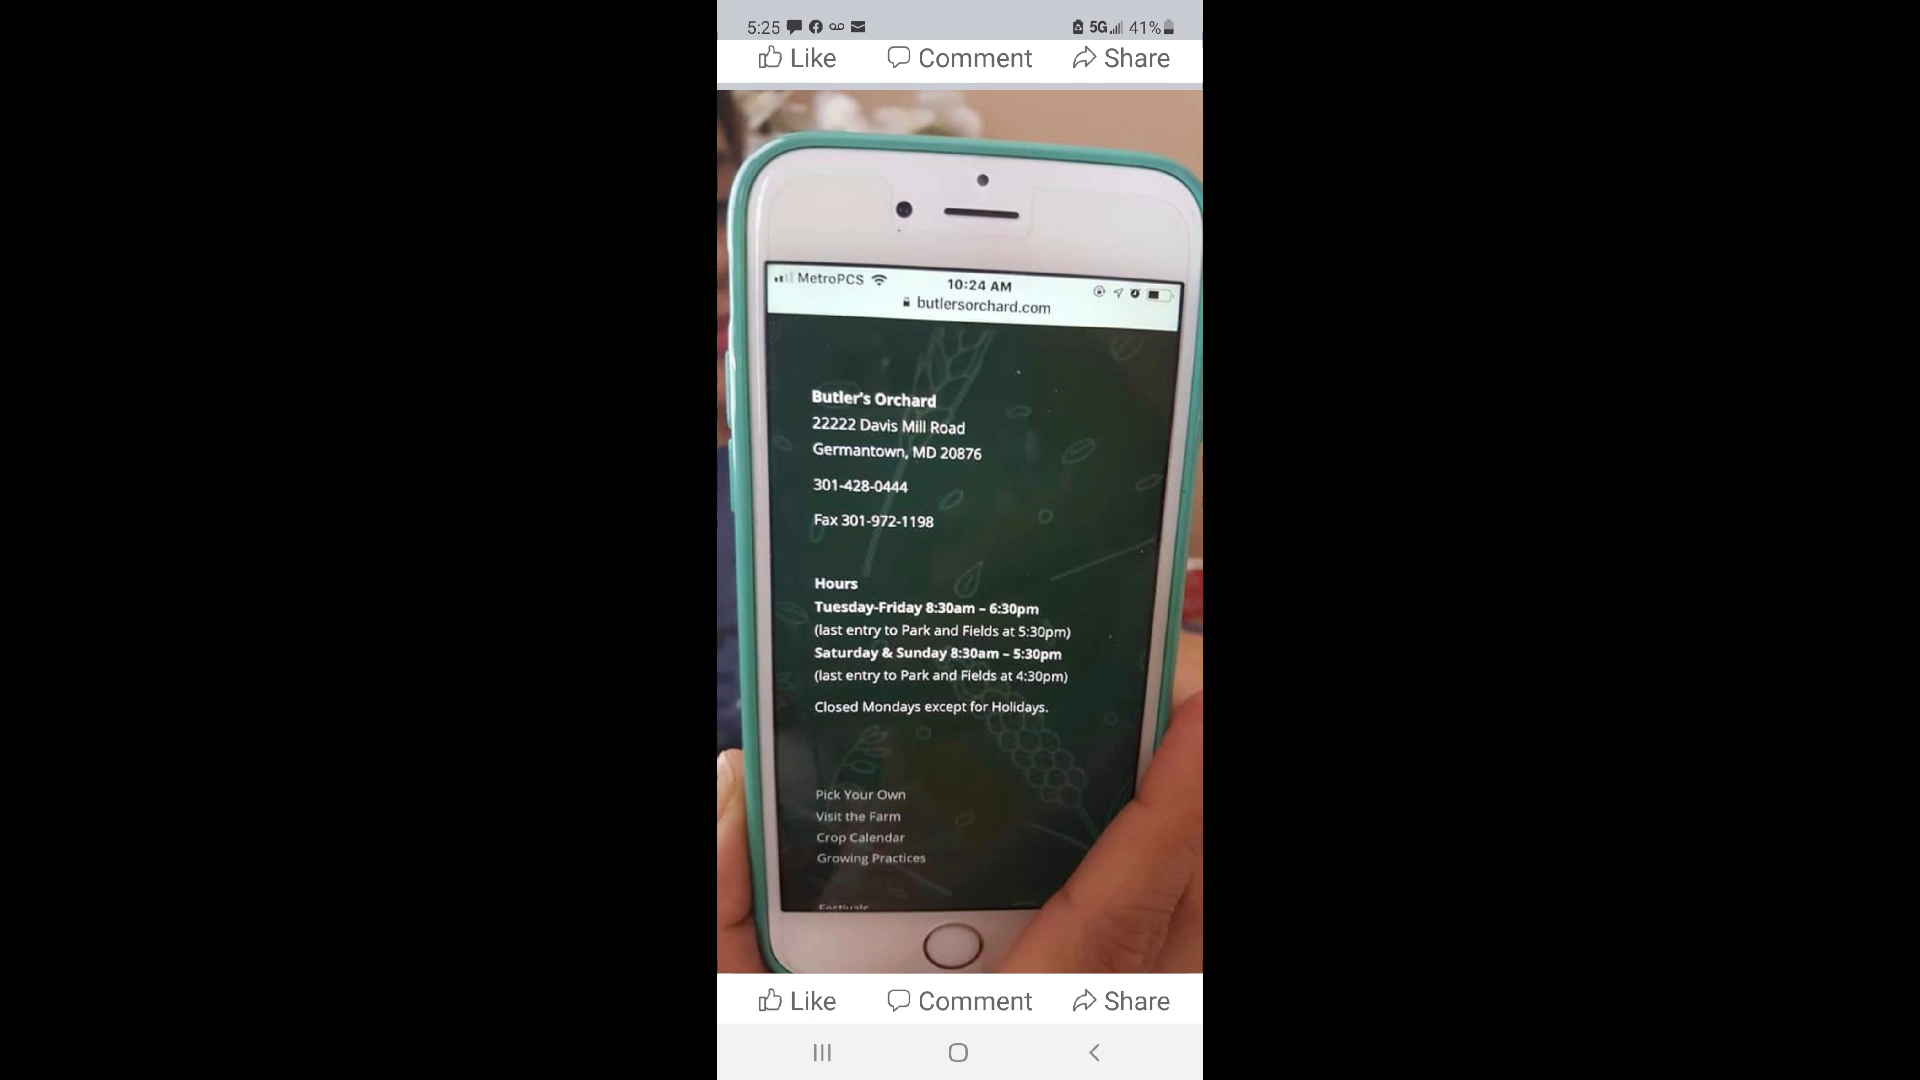 5:25 5G 41%
Like Comment Share
MetroPCS 10:24 AM
butlersorchard.com
Butler's Orchard
22222 Davis Mill Road
Germantown, MD 20876
301-428-0444
Fax 301-972-1198
Hours
Tuesday-Friday 8:30am – 6:30pm
(last entry to Park and Fields at 5:30pm)
Saturday & Sunday 8:30am – 5:30pm
(last entry to Park and Fields at 4:30pm)
Closed Mondays except for Holidays.
Pick Your Own
Visit the Farm
Crop Calendar
Growing Practices
Festivals
Like Comment Share